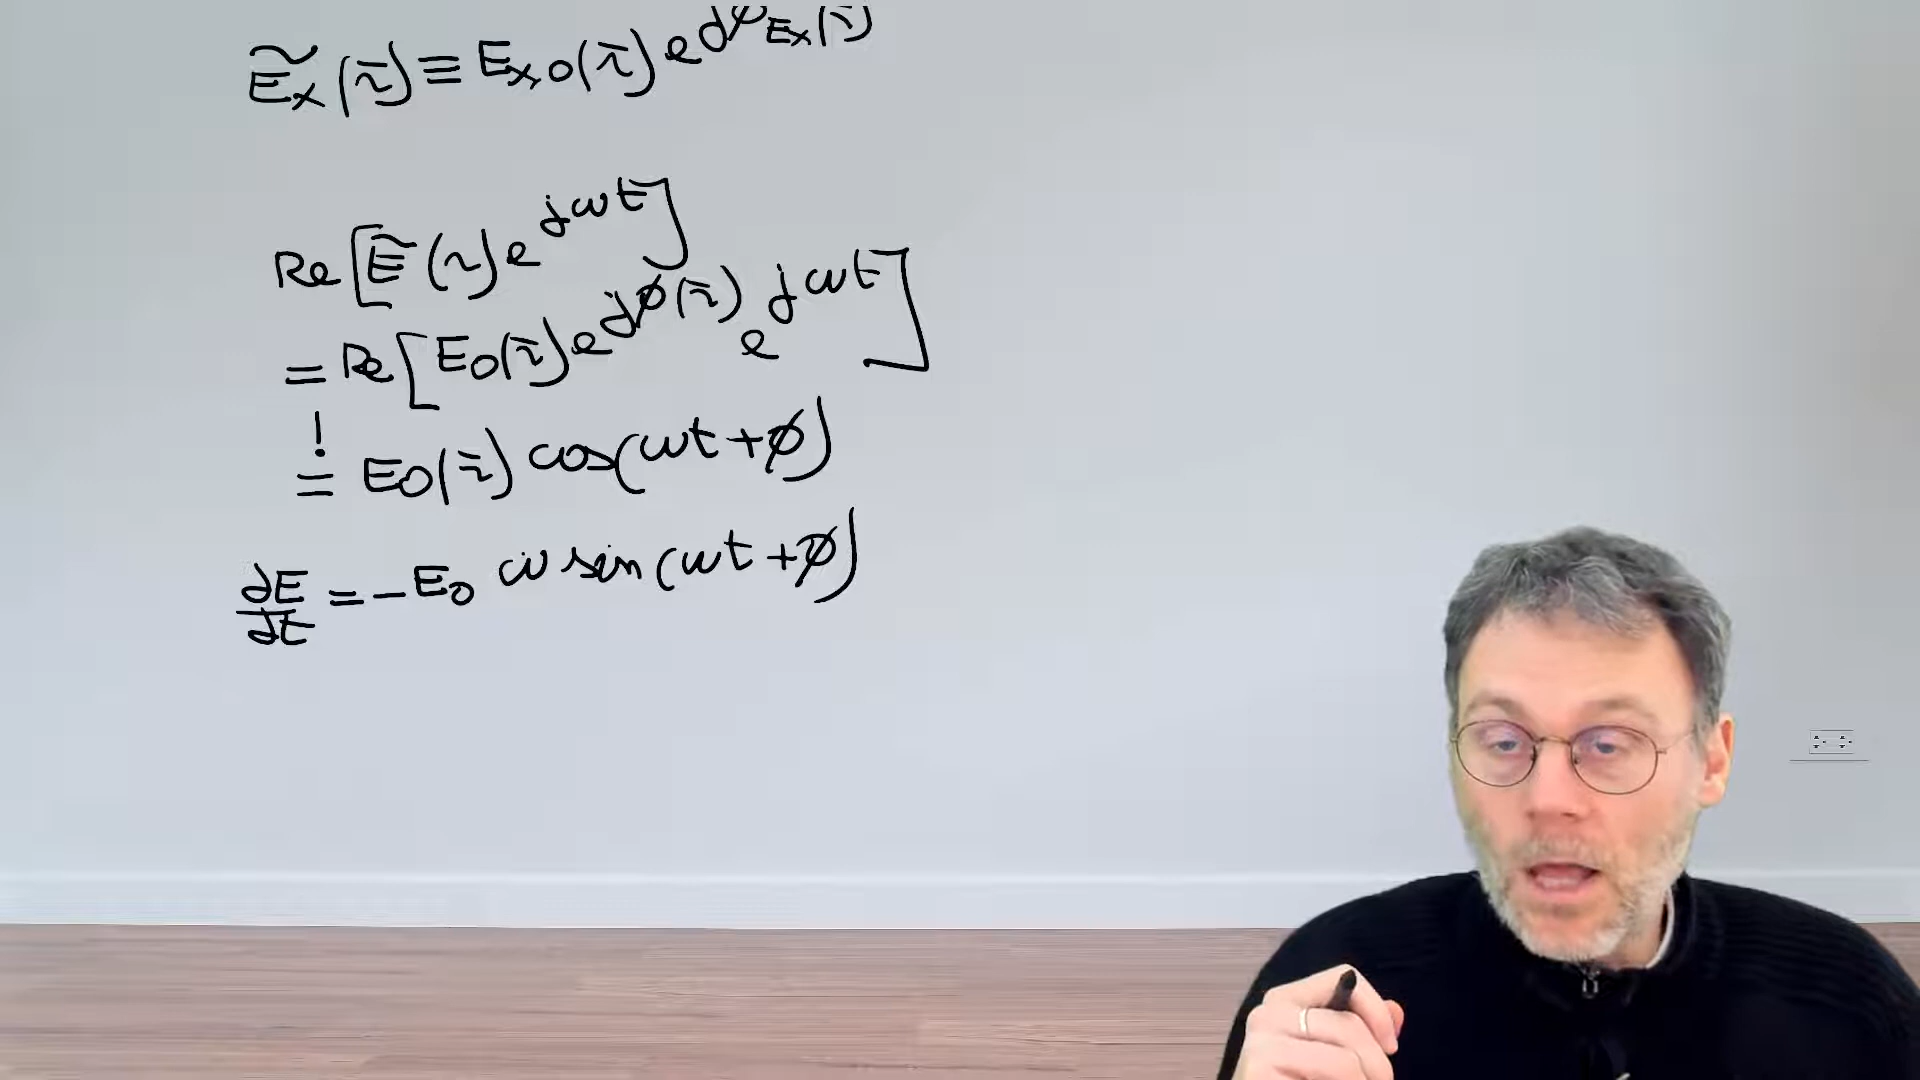 Ẽx(r̄) ≡ Ex0(r̄) e^jφEx(r̄)
Re[Ẽ(r) e^jωt]
= Re[E0(r̄) e^jφ(r̄) e^jωt]
!
= E0(r̄) cos(ωt + φ)
∂E/∂t = -E0 ω sin(ωt + φ)